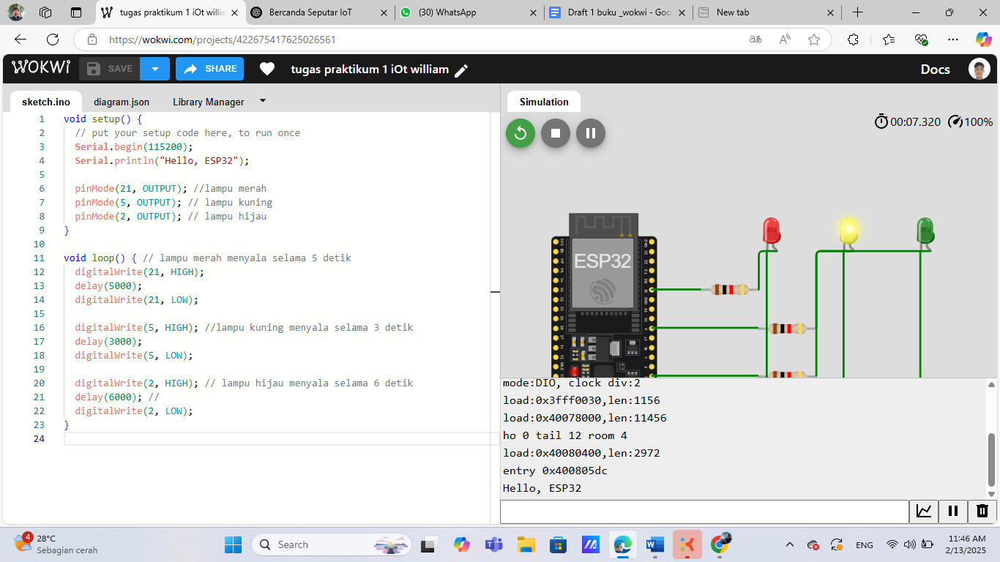 tugas praktikum 1 iOt willia
Bercanda Seputar IoT
(30) WhatsApp
Draft 1 buku _wokwi - Goo
New tab
https://wokwi.com/projects/422675417625026561
WOKWI
SAVE
SHARE
tugas praktikum 1 iOt william
Docs
sketch.ino
diagram.json
Library Manager
Simulation
00:07.320
100%
1 void setup() {
2 // put your setup code here, to run once
3 Serial.begin(115200);
4 Serial.println("Hello, ESP32");
5
6 pinMode(21, OUTPUT); //lampu merah
7 pinMode(5, OUTPUT); // lampu kuning
8 pinMode(2, OUTPUT); // lampu hijau
9 }
10
11 void loop() { // lampu merah menyala selama 5 detik
12 digitalWrite(21, HIGH);
13 delay(5000);
14 digitalWrite(21, LOW);
15
16 digitalWrite(5, HIGH); //lampu kuning menyala selama 3 detik
17 delay(3000);
18 digitalWrite(5, LOW);
19
20 digitalWrite(2, HIGH); // lampu hijau menyala selama 6 detik
21 delay(6000); //
22 digitalWrite(2, LOW);
23 }
24
ESP32
mode:DIO, clock div:2
load:0x3fff0030,len:1156
load:0x40078000,len:11456
ho 0 tail 12 room 4
load:0x40080400,len:2972
entry 0x400805dc
Hello, ESP32
4
28°C
Sebagian cerah
Search
ENG
11:46 AM
2/13/2025